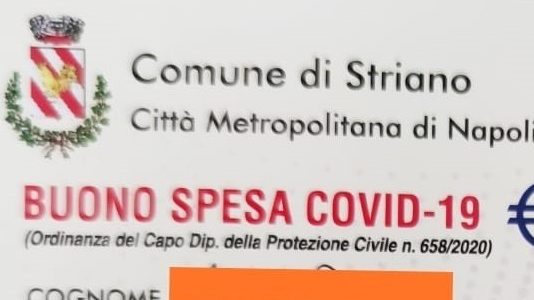 Comune di Striano
Città Metropolitana di Napoli
BUONO SPESA COVID-19 €
(Ordinanza del Capo Dip. della Protezione Civile n. 658/2020)
COGNOME